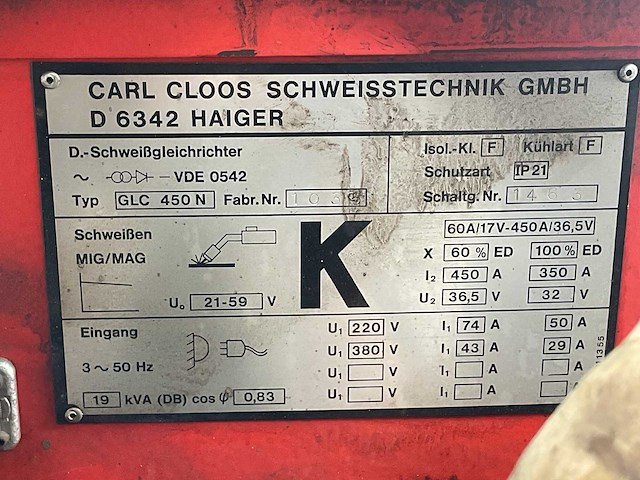 CARL CLOOS SCHWEISSTECHNIK GMBH
D 6342 HAIGER
D.-Schweißgleichrichter Isol.-Kl. F Kühlart F
~ VDE 0542 Schutzart IP21
Typ GLC 450 N Fabr. Nr. Schaltg. Nr.
Schweißen K 60A/17V-450A/36,5V
MIG/MAG X 60 % ED 100 % ED
I₂ 450 A 350 A
U₀ 21-59 V U₂ 36,5 V 32 V
Eingang U₁ 220 V I₁ 74 A 50 A
3 ~ 50 Hz U₁ 380 V I₁ 43 A 29 A
U₁ V I₁ A A
19 kVA (DB) cos φ 0,83 U₁ V I₁ A A
1355